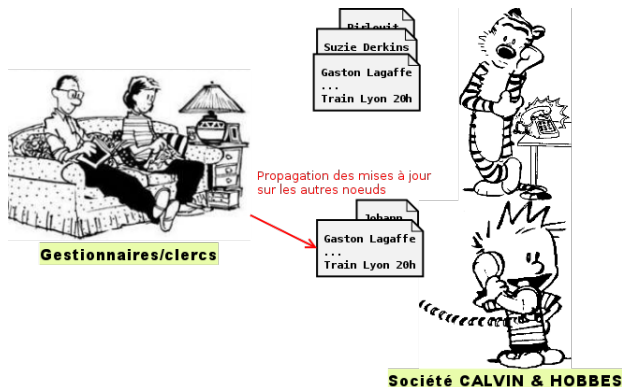 Pirlouit
Suzie Derkins
Gaston Lagaffe
...
Train Lyon 20h
Propagation des mises à jour
sur les autres noeuds
Johann
Gaston Lagaffe
...
Train Lyon 20h
Gestionnaires/clercs
Société CALVIN & HOBBES